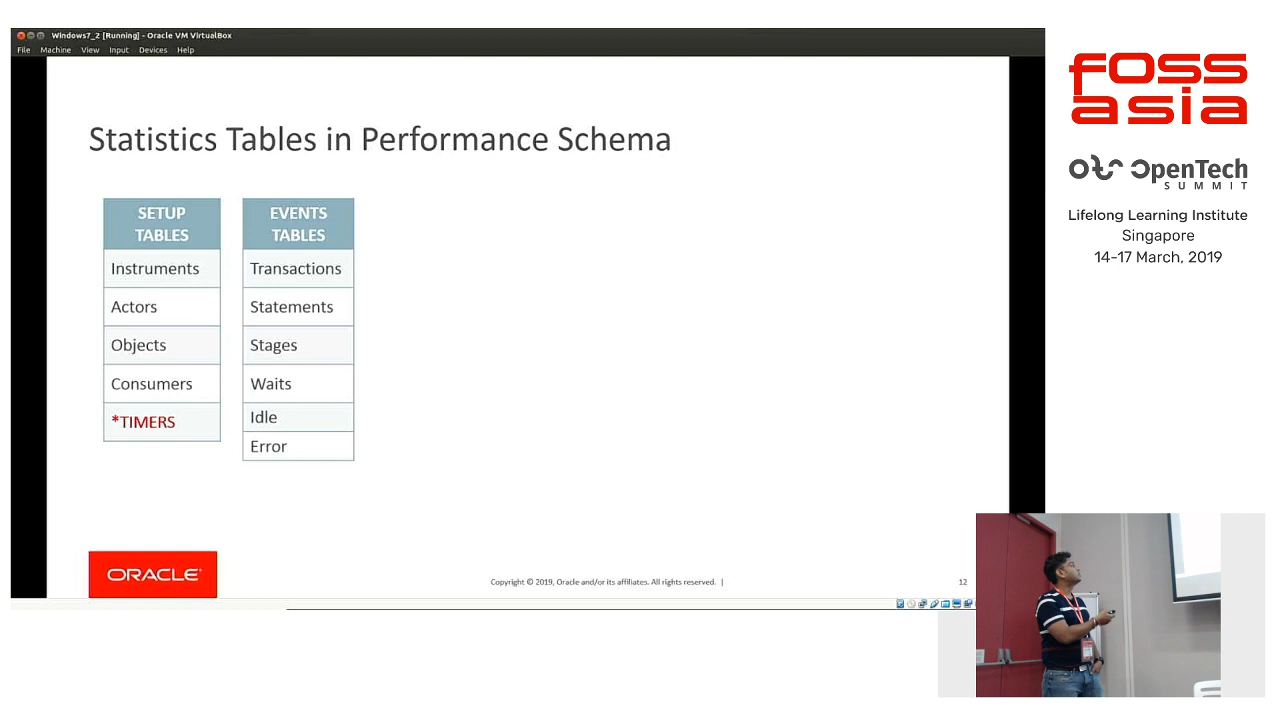 Windows7_2 [Running] - Oracle VM VirtualBox
File Machine View Input Devices Help
Statistics Tables in Performance Schema
SETUP
TABLES
Instruments
Actors
Objects
Consumers
*TIMERS
EVENTS
TABLES
Transactions
Statements
Stages
Waits
Idle
Error
ORACLE
Copyright © 2019, Oracle and/or its affiliates. All rights reserved. |
12
FOSS
asia
OpenTech
SUMMIT
Lifelong Learning Institute
Singapore
14-17 March, 2019